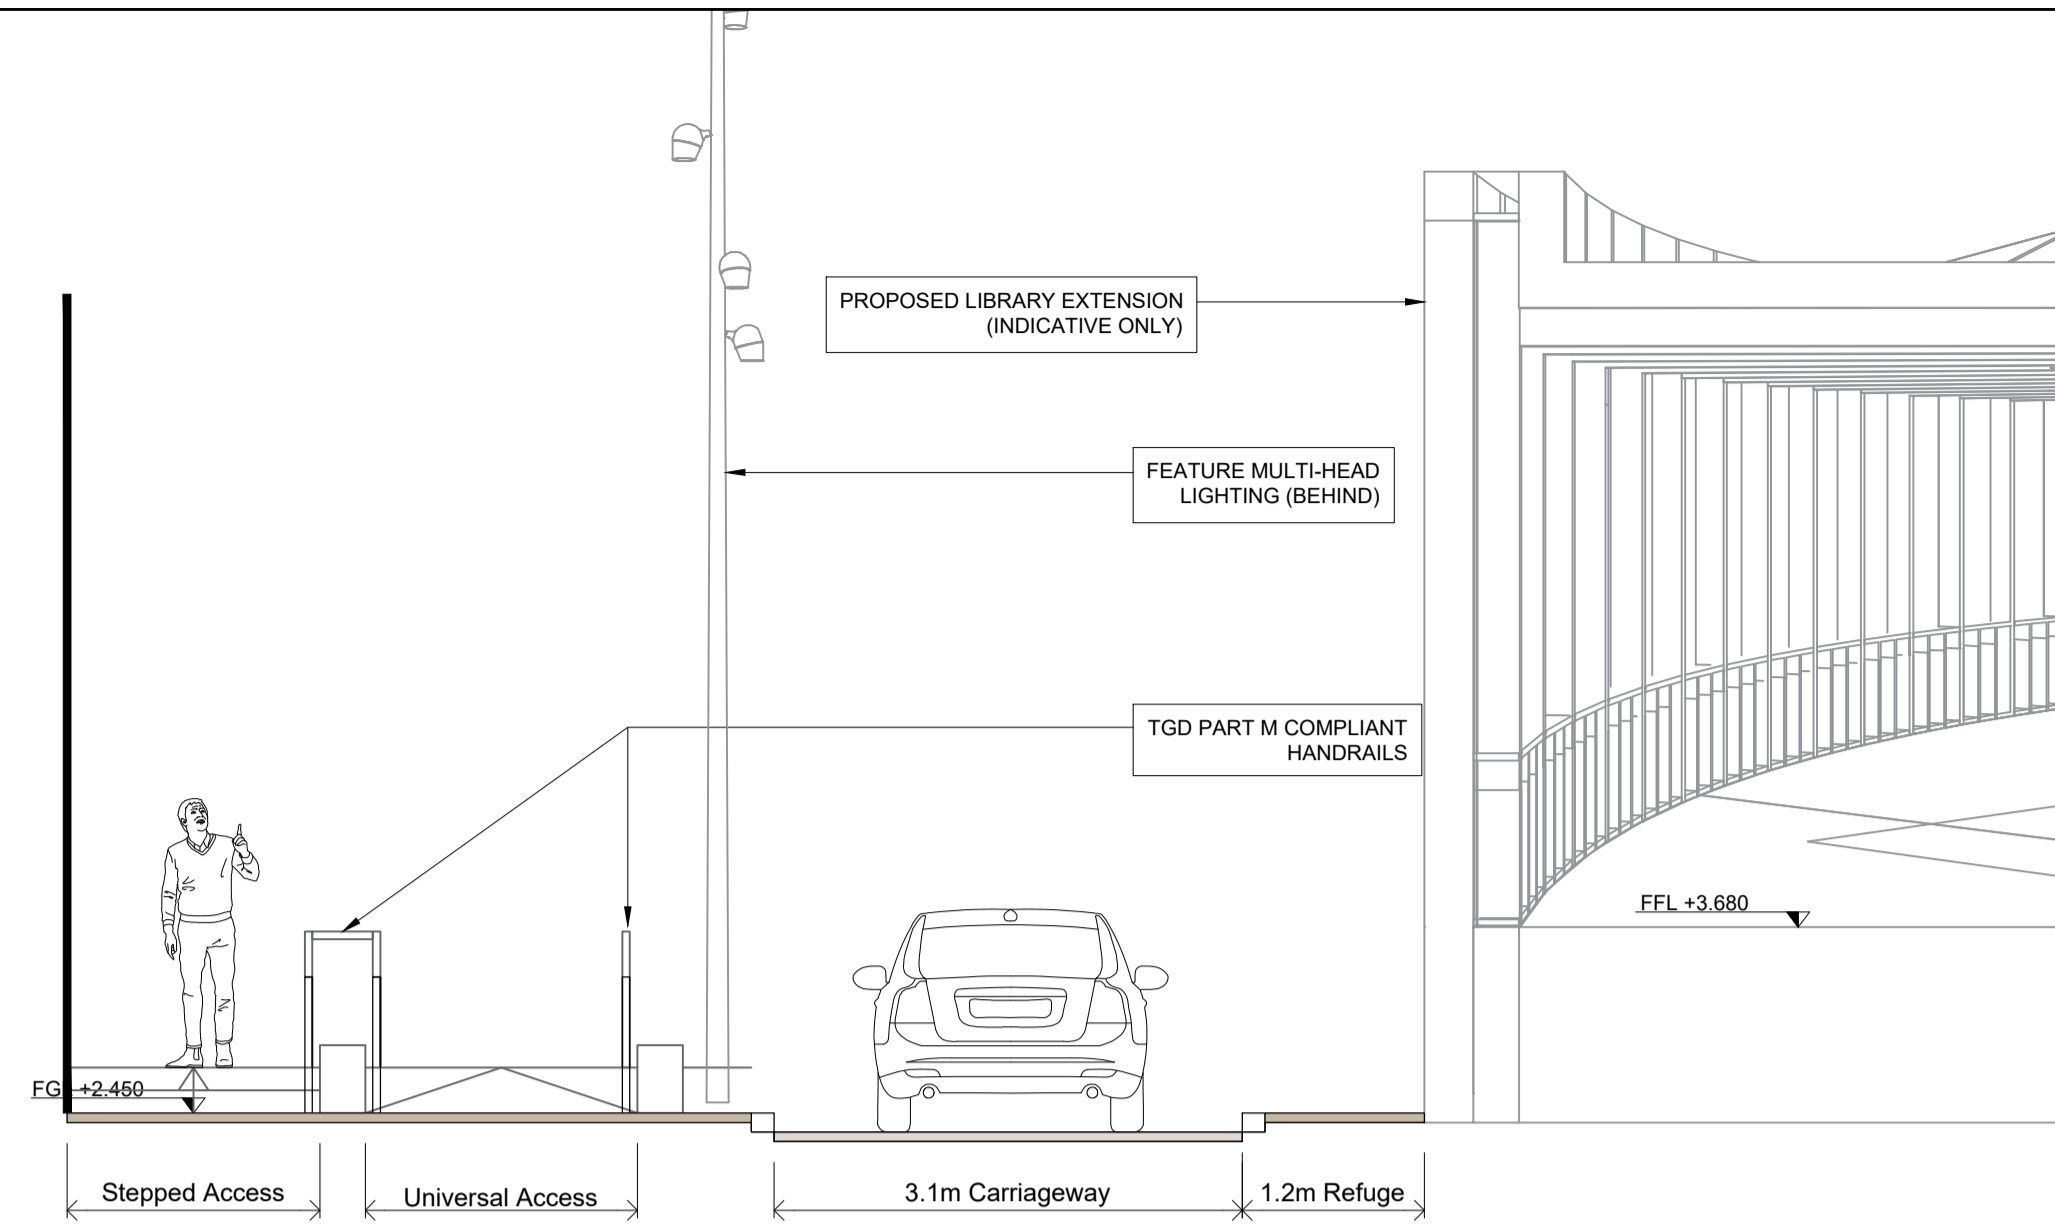 PROPOSED LIBRARY EXTENSION
(INDICATIVE ONLY)
FEATURE MULTI-HEAD
LIGHTING (BEHIND)
TGD PART M COMPLIANT
HANDRAILS
FFL +3.680
+2.450
Stepped Access
Universal Access
3.1m Carriageway
1.2m Refuge